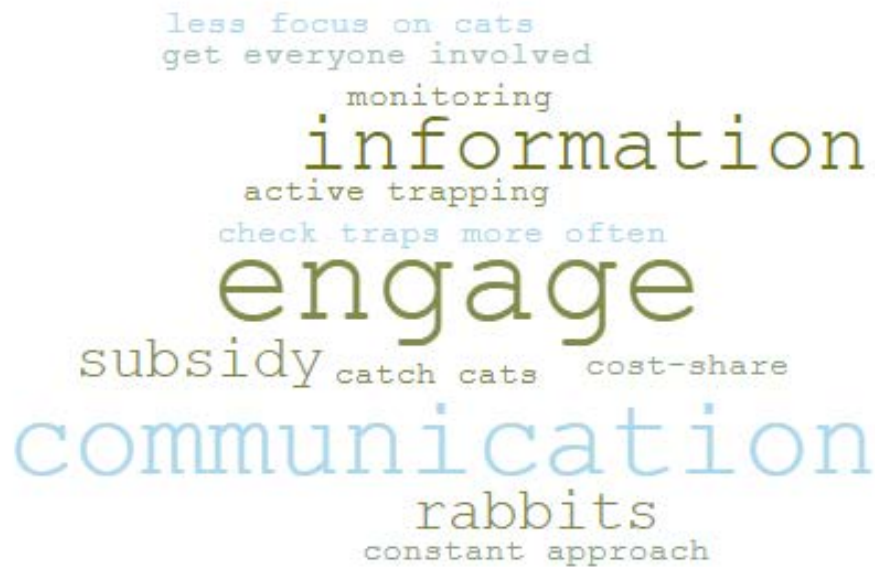 less focus on cats
get everyone involved
monitoring
information
active trapping
check traps more often
engage
subsidy catch cats cost-share
communication
rabbits
constant approach